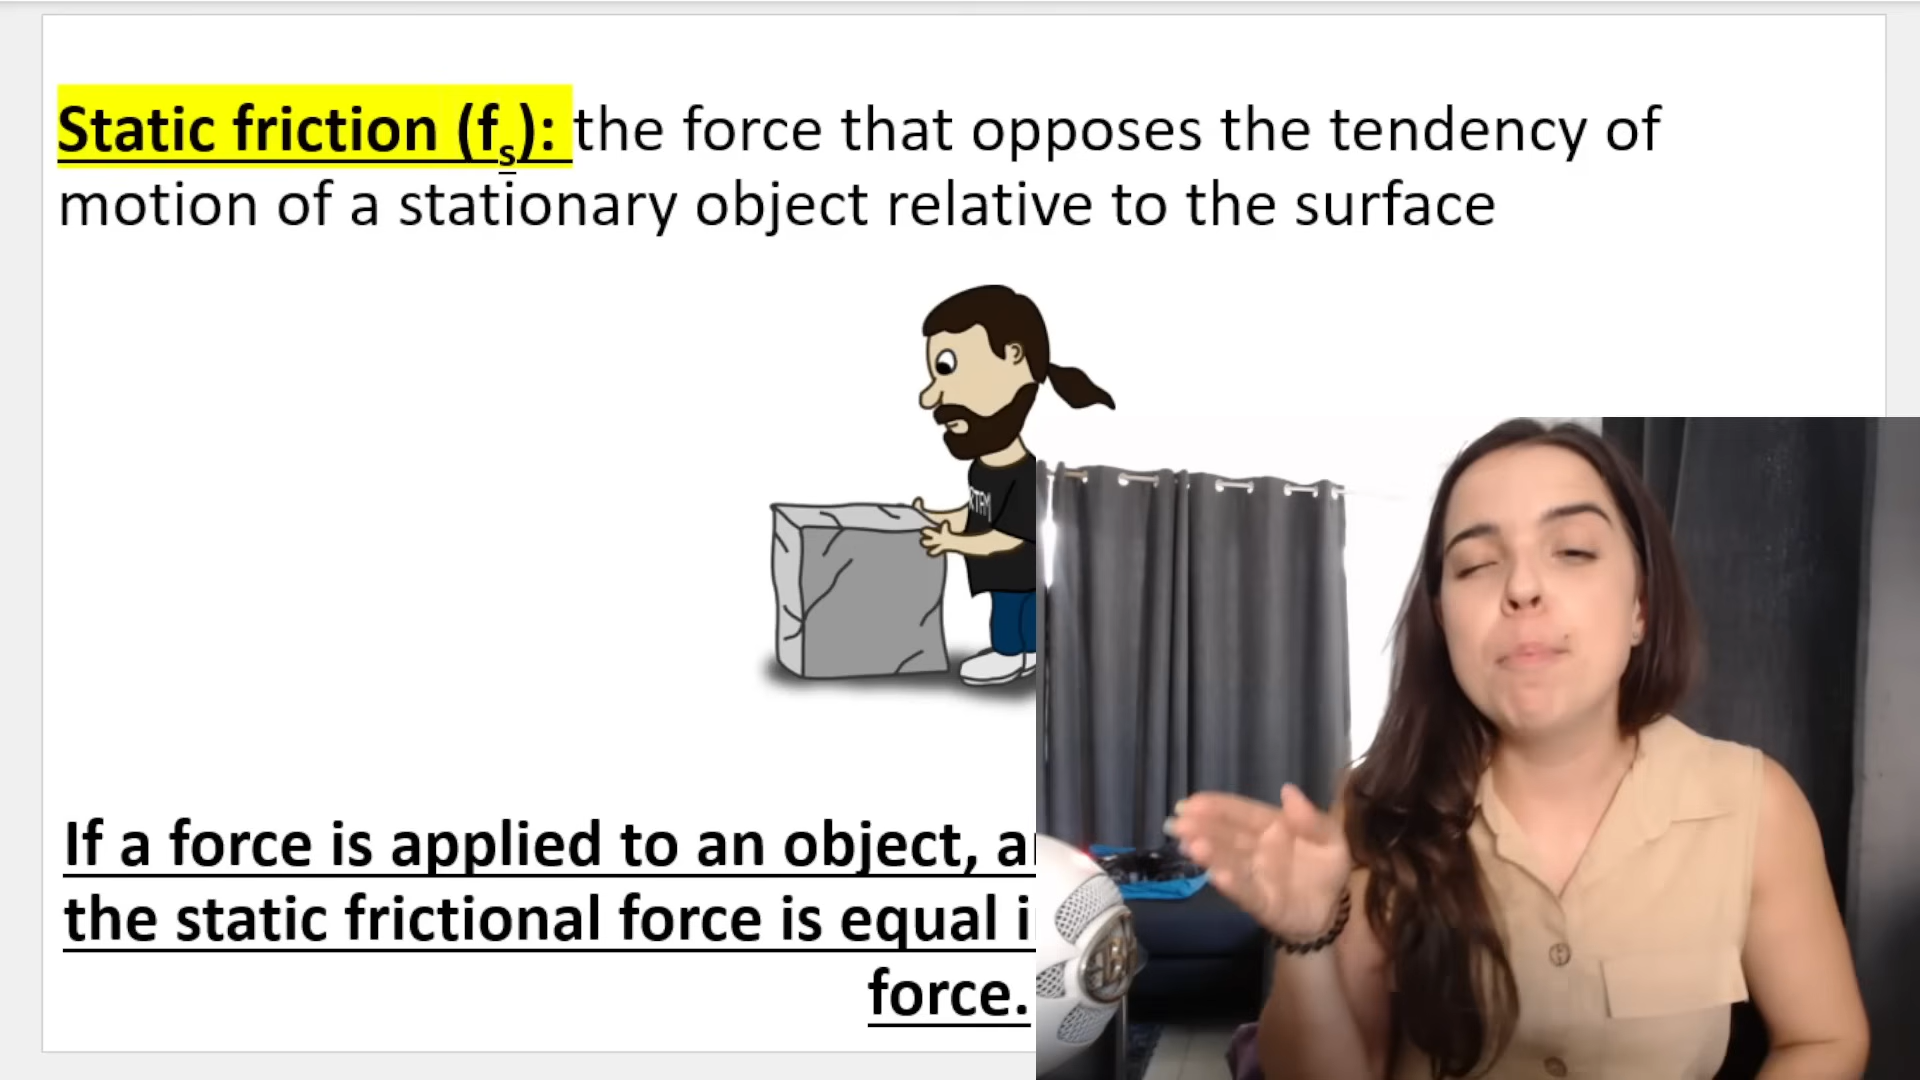 Static friction (fs): the force that opposes the tendency of
motion of a stationary object relative to the surface
If a force is applied to an object,
the static frictional force is equal
force.